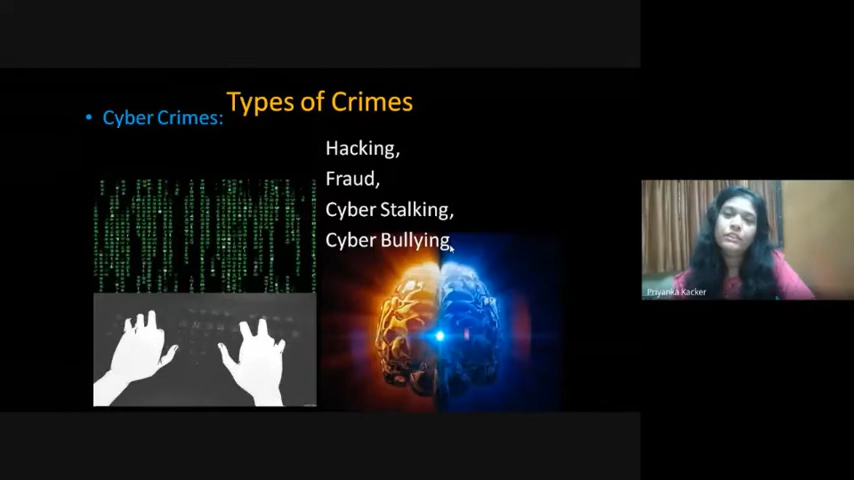 Types of Crimes
• Cyber Crimes:
Hacking,
Fraud,
Cyber Stalking,
Cyber Bullying,
Priyanka Kacker